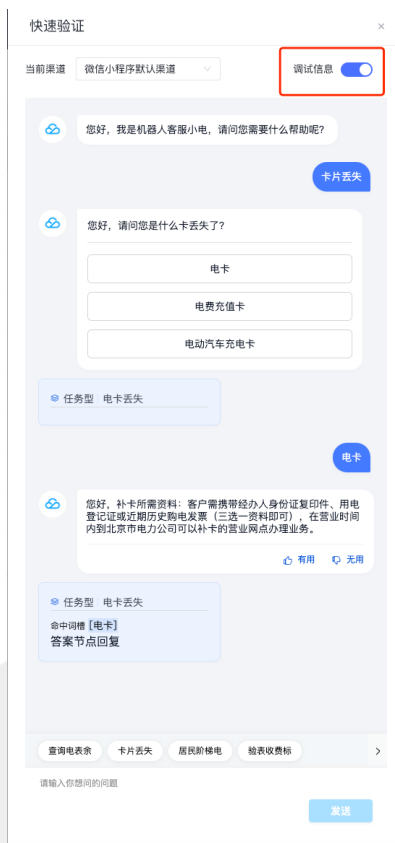 快速验证
×
当前渠道 微信小程序默认渠道 调试信息
您好，我是机器人客服小电，请问您需要什么帮助呢?
卡片丢失
您好，请问您是什么卡丢失了?
电卡
电费充值卡
电动汽车充电卡
任务型 电卡丢失
电卡
您好，补卡所需资料：客户需携带经办人身份证复印件、用电
登记证或近期历史购电发票（三选一资料即可），在营业时间
内到北京市电力公司可以补卡的营业网点办理业务。
有用 无用
任务型 电卡丢失
命中词槽 [电卡]
答案节点回复
查询电表余 卡片丢失 居民阶梯电 验表收费标 >
请输入你想问的问题
发送